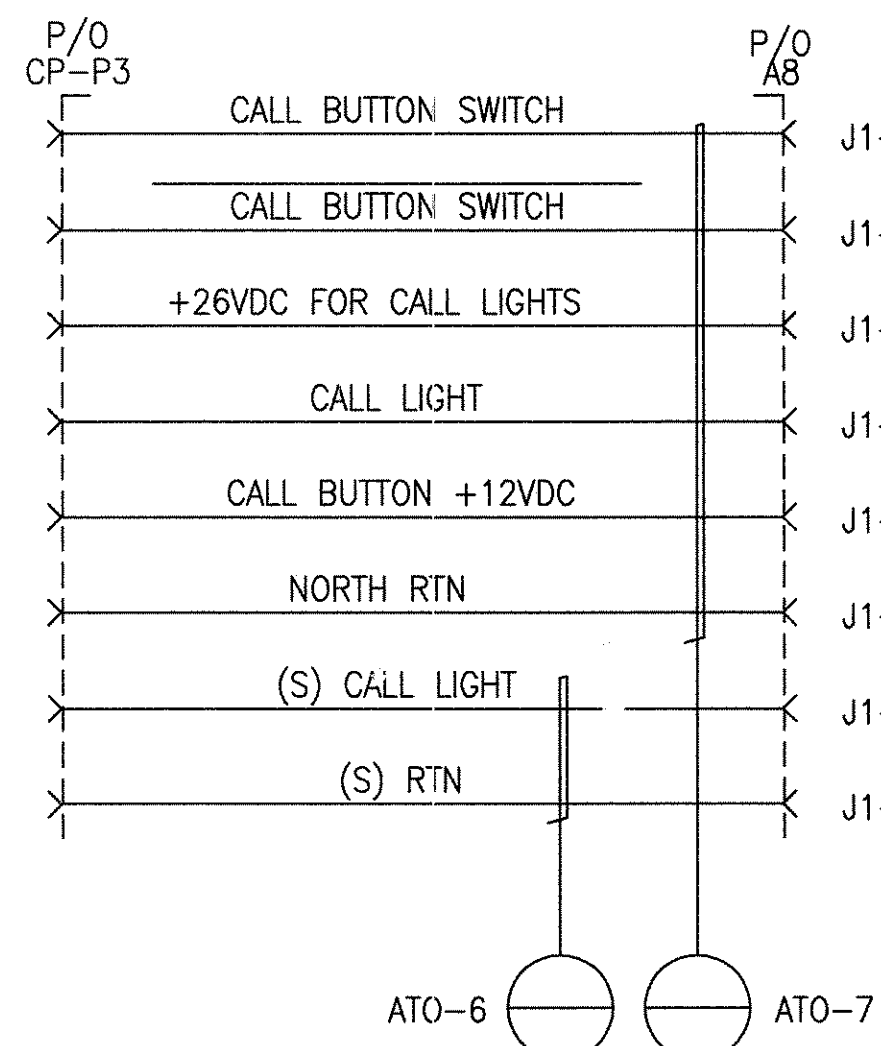 P/O
CP-P3
P/O
A8
CALL BUTTON SWITCH
J1-
CALL BUTTON SWITCH
J1-
+26VDC FOR CALL LIGHTS
J1-
CALL LIGHT
J1-
CALL BUTTON +12VDC
J1-
NORTH RTN
J1-
(S) CALL LIGHT
J1-
(S) RTN
J1-
ATO-6
ATO-7